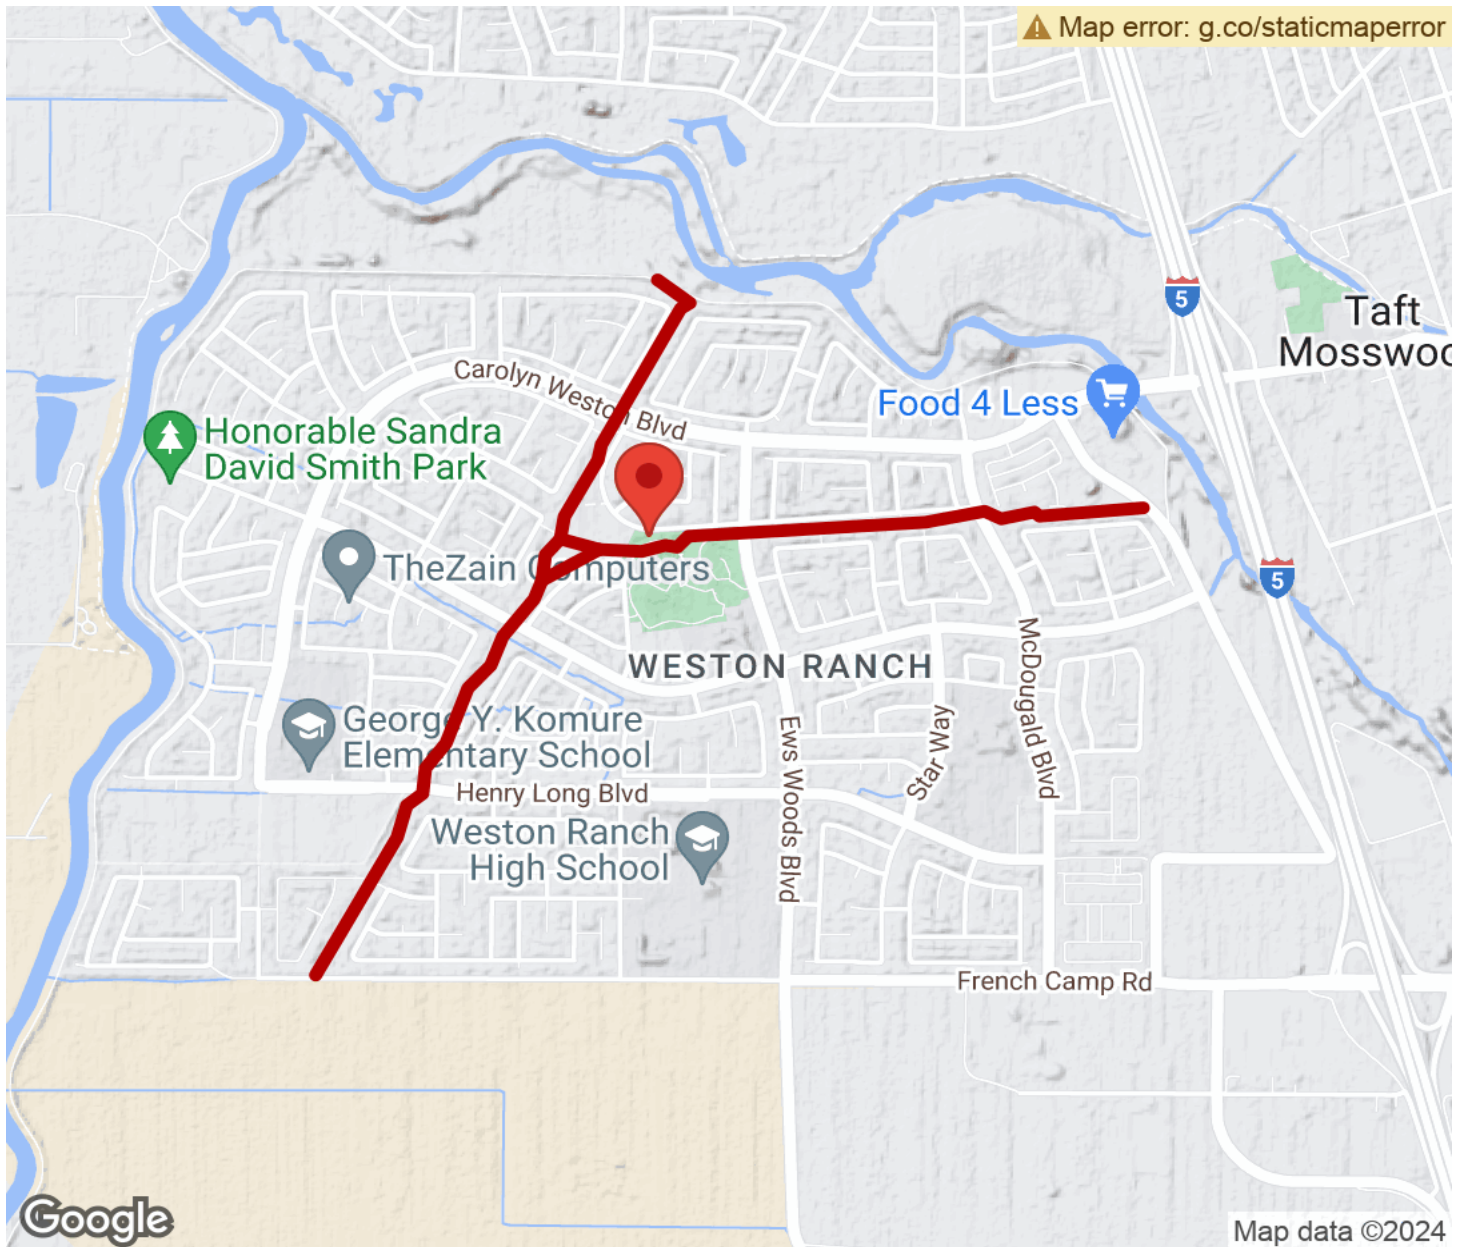 Map error: g.co/staticmaperror
5
Taft
Mosswoo
Carolyn Weston Blvd
Food 4 Less
Honorable Sandra
David Smith Park
TheZain Computers
5
WESTON RANCH
McDougald Blvd
George Y. Komure
Elementary School
Ews Woods Blvd
Star Way
Henry Long Blvd
Weston Ranch
High School
French Camp Rd
Google
Map data ©2024